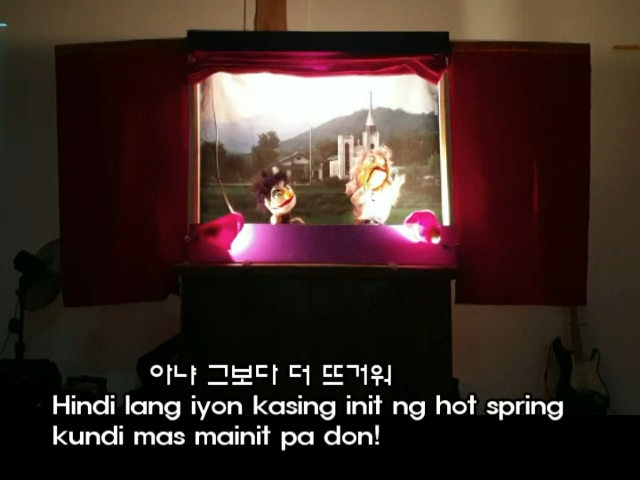 아냐 그보다 더 뜨거워
Hindi lang iyon kasing init ng hot spring
kundi mas mainit pa don!